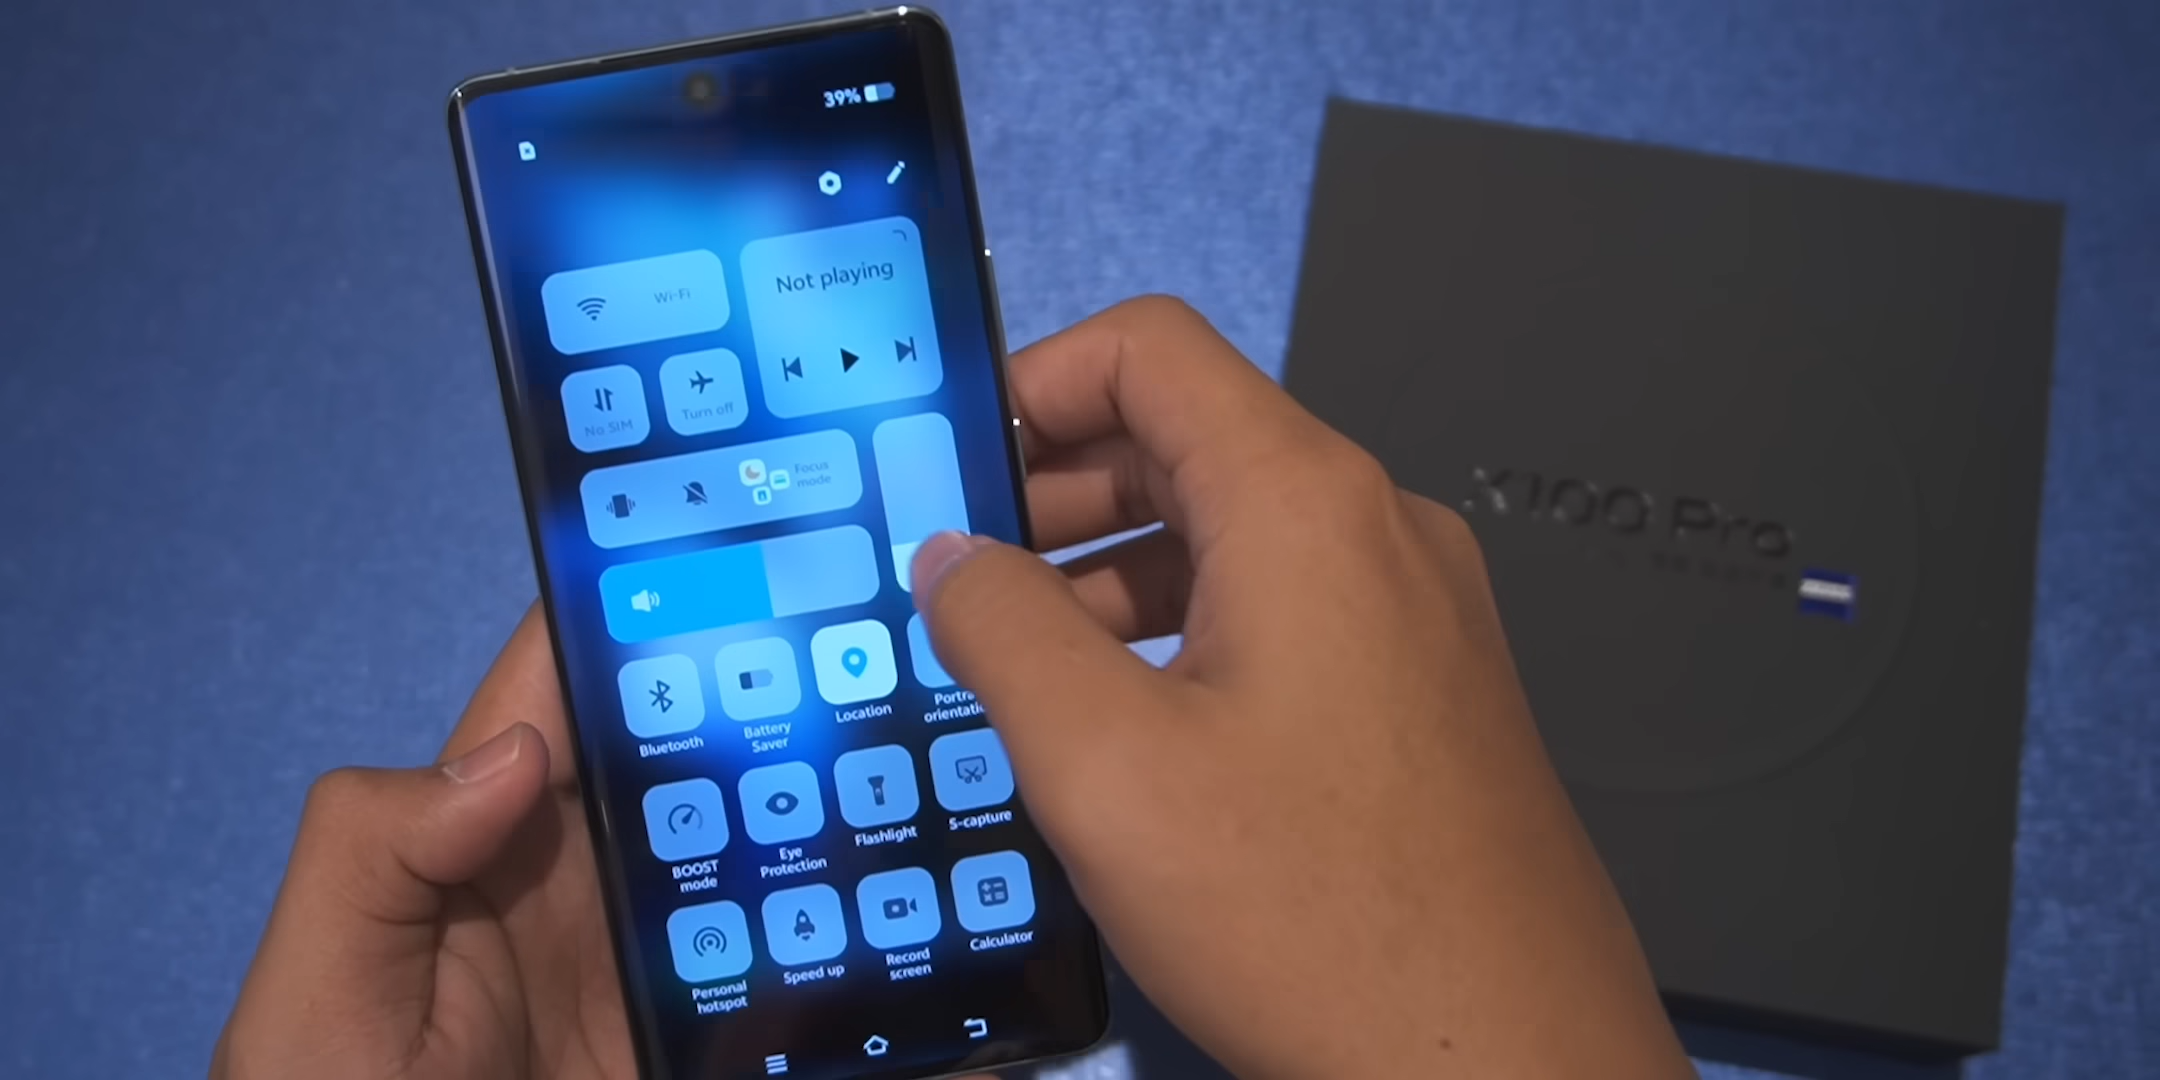 39%
Wi-Fi
Not playing
No SIM
Turn off
Focus
mode
Bluetooth
Battery
Saver
Location
BOOST
mode
Eye
Protection
Flashlight
S-capture
Personal
hotspot
Speed up
Record
screen
Calculator
X100 Pro